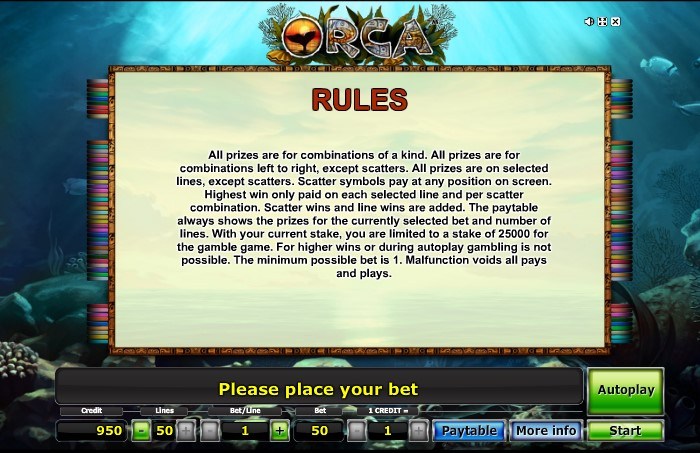 ORCA
RULES
All prizes are for combinations of a kind. All prizes are for
combinations left to right, except scatters. All prizes are on selected
lines, except scatters. Scatter symbols pay at any position on screen.
Highest win only paid on each selected line and per scatter
combination. Scatter wins and line wins are added. The paytable
always shows the prizes for the currently selected bet and number of
lines. With your current stake, you are limited to a stake of 25000 for
the gamble game. For higher wins or during autoplay gambling is not
possible. The minimum possible bet is 1. Malfunction voids all pays
and plays.
Please place your bet
Autoplay
Credit Lines Bet/Line Bet 1 CREDIT =
950 - 50 + - 1 + 50 - 1 + Paytable More info Start